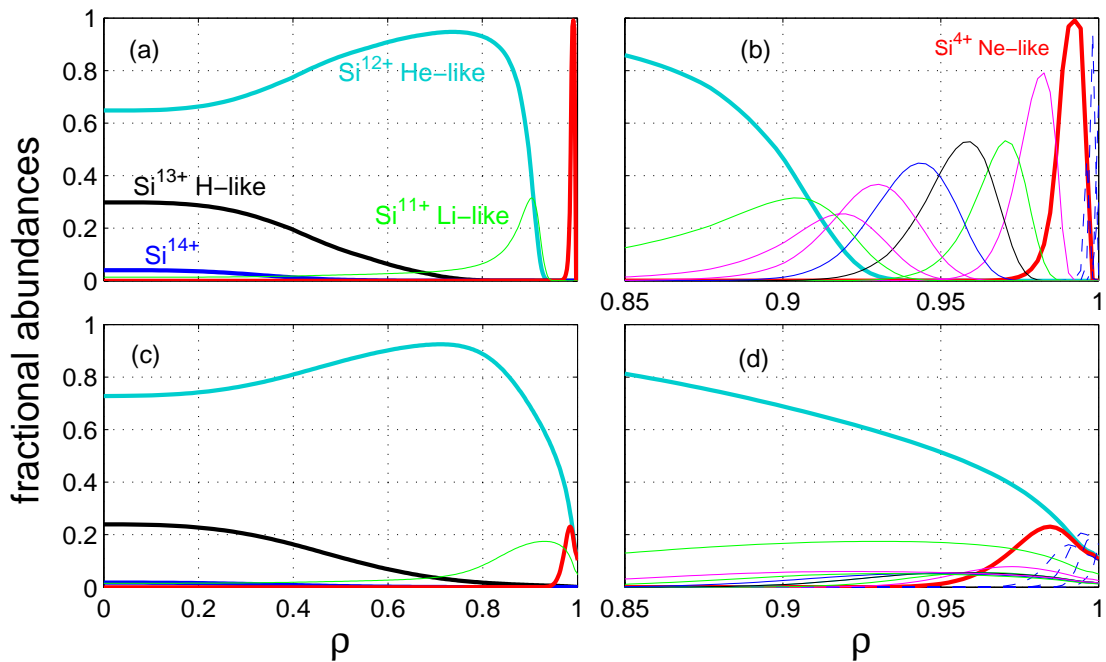 fractional abundances
(a)
Si12+ He−like
Si13+ H−like
Si11+ Li−like
Si14+
1
0.8
0.6
0.4
0.2
0
(b)
Si4+ Ne−like
0.85 0.9 0.95 1
(c)
1
0.8
0.6
0.4
0.2
0
0 0.2 0.4 0.6 0.8 1
ρ
(d)
0.85 0.9 0.95 1
ρ